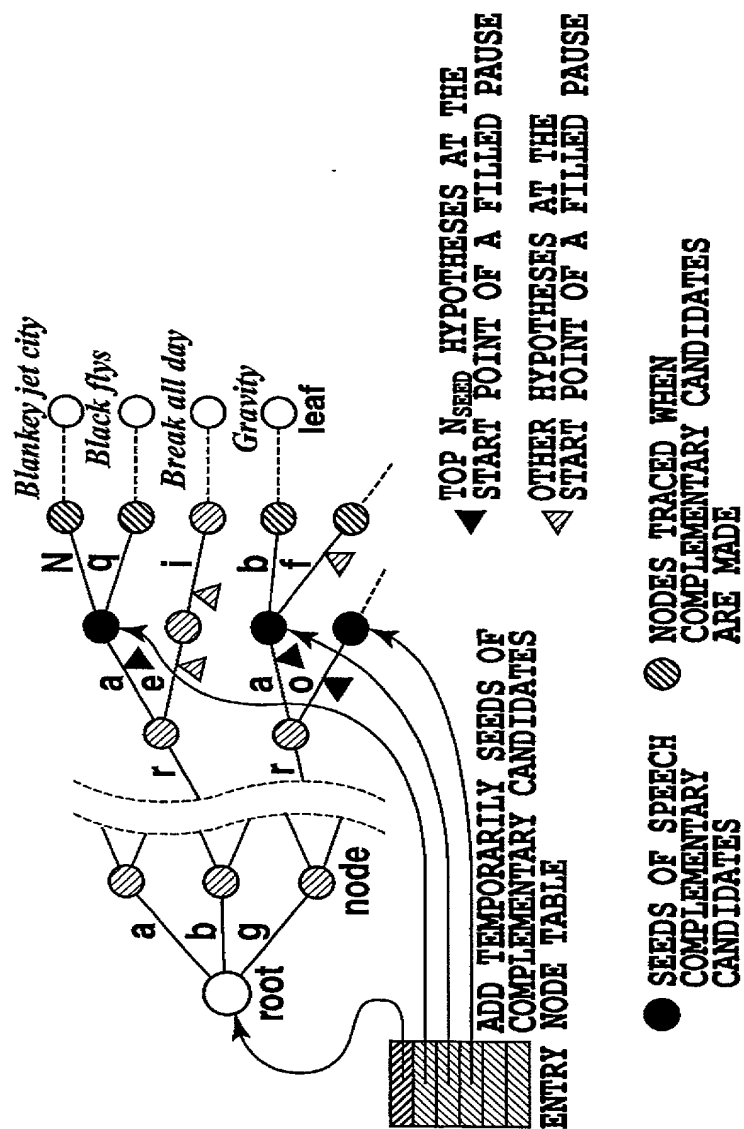 Blankey jet city
N
Black flys
q
a
Break all day
e
i
r
Gravity
leaf
b
a
f
o
r
a
b
g
node
root
ADD TEMPORARILY SEEDS OF
COMPLEMENTARY CANDIDATES
ENTRY NODE TABLE
TOP NSEED HYPOTHESES AT THE
START POINT OF A FILLED PAUSE
OTHER HYPOTHESES AT THE
START POINT OF A FILLED PAUSE
SEEDS OF SPEECH
COMPLEMENTARY
CANDIDATES
NODES TRACED WHEN
COMPLEMENTARY CANDIDATES
ARE MADE